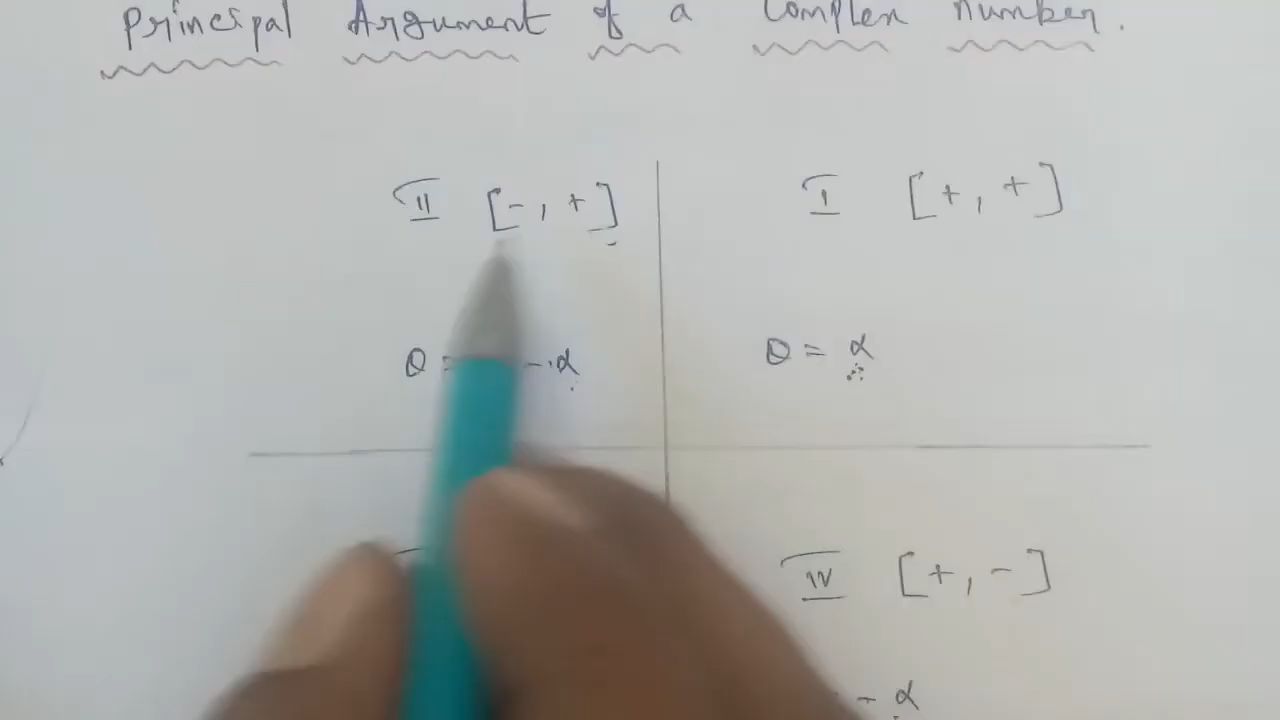 Principal Argument of a Complex number.
II [-, +] I [+, +]
θ = - α θ = α
IV [+, -]
- α